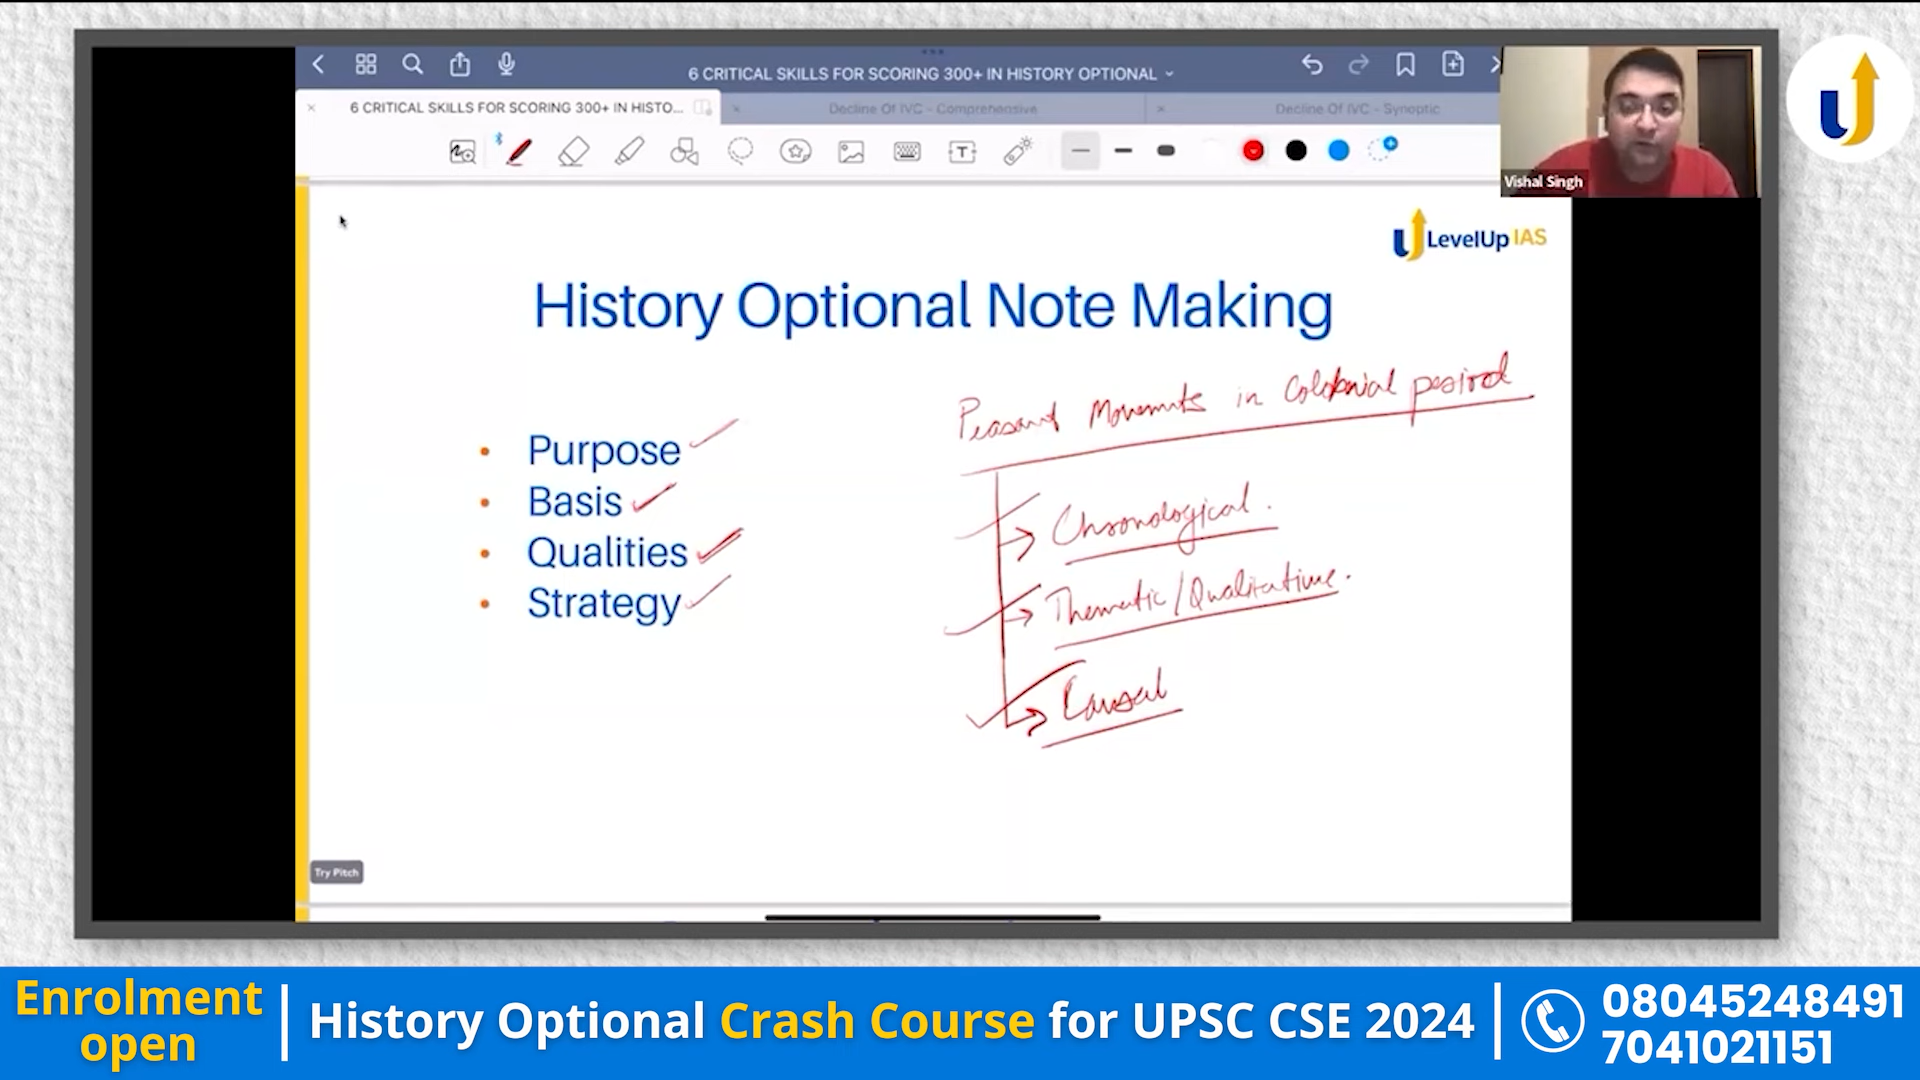 6 CRITICAL SKILLS FOR SCORING 300+ IN HISTORY OPTIONAL
6 CRITICAL SKILLS FOR SCORING 300+ IN HISTO...
Decline Of IVC - Comprehensive
Decline Of IVC - Synoptic
Vishal Singh
LevelUp IAS
History Optional Note Making
Peasant Movements in Colonial period
• Purpose
• Basis
• Qualities
• Strategy
Chronological.
Thematic/Qualitative.
Causal
Try Pitch
Enrolment
open
History Optional Crash Course for UPSC CSE 2024
08045248491
7041021151